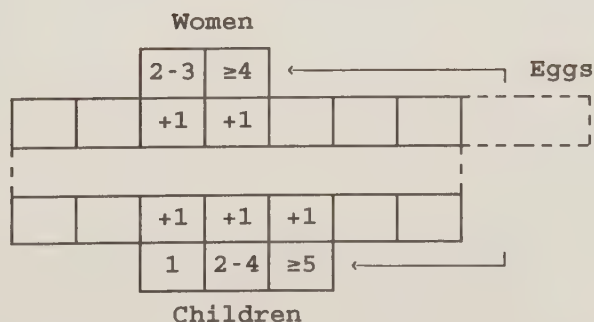 Women
2-3 ≥4
Eggs
+1 +1
+1 +1 +1
1 2-4 ≥5
Children